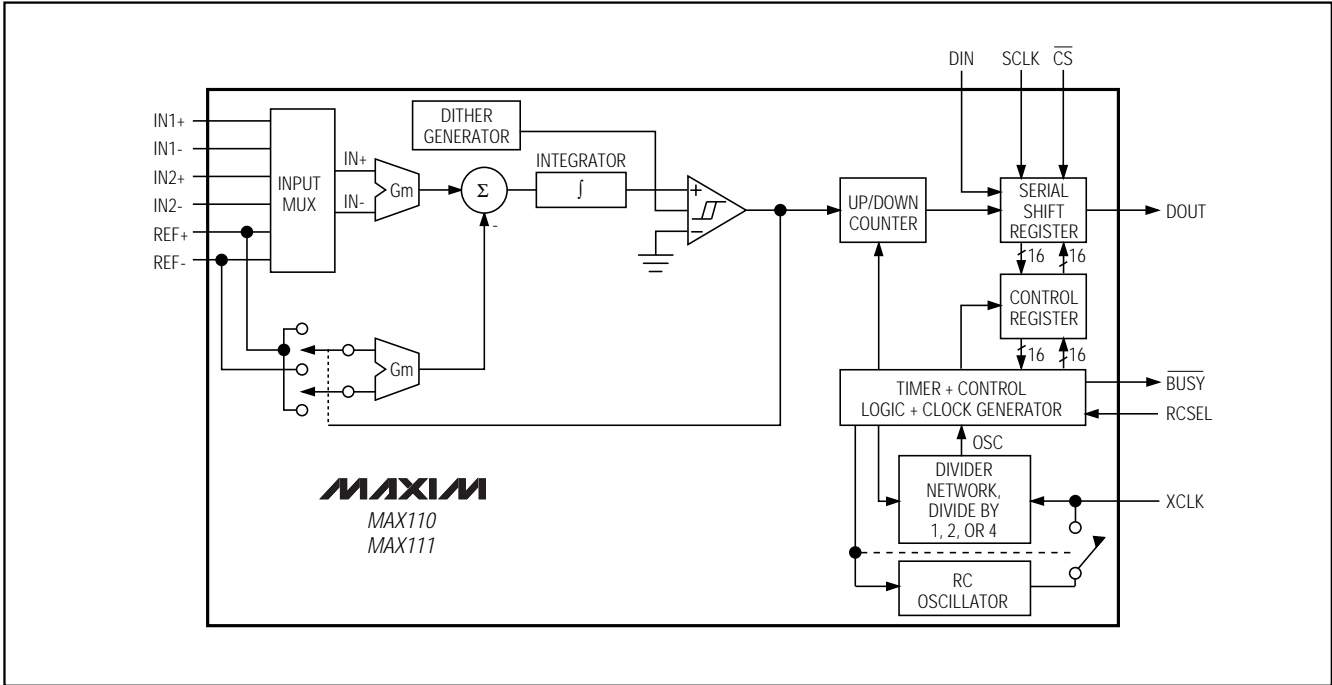 DIN
SCLK
CS
IN1+
IN1-
IN2+
IN2-
REF+
REF-
INPUT
MUX
IN+
IN-
Gm
DITHER
GENERATOR
Σ
-
INTEGRATOR
∫
+
−
UP/DOWN
COUNTER
SERIAL
SHIFT
REGISTER
DOUT
16
16
CONTROL
REGISTER
16
16
Gm
TIMER + CONTROL
LOGIC + CLOCK GENERATOR
BUSY
RCSEL
OSC
DIVIDER
NETWORK,
DIVIDE BY
1, 2, OR 4
XCLK
RC
OSCILLATOR
MAXIM
MAX110
MAX111